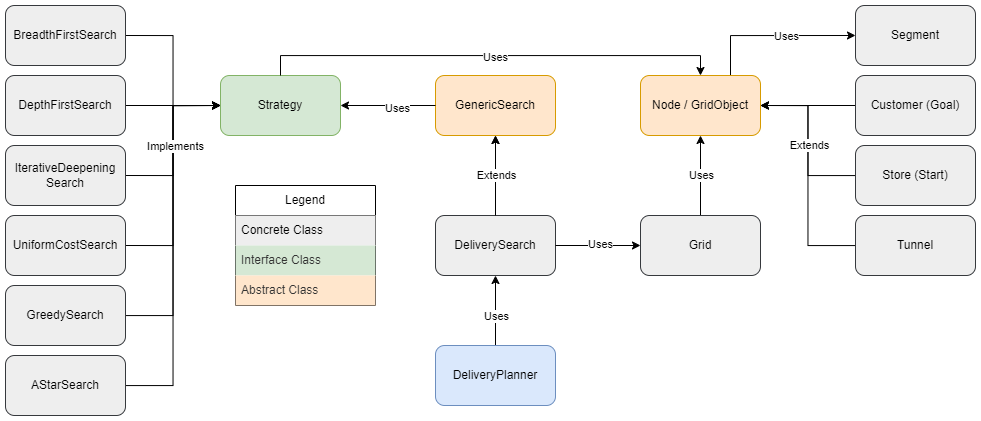 BreadthFirstSearch
Segment
Uses
Uses
DepthFirstSearch
Strategy
Uses
GenericSearch
Node / GridObject
Customer (Goal)
Implements
Extends
IterativeDeepening
Search
Extends
Uses
Store (Start)
Legend
Concrete Class
Interface Class
Abstract Class
UniformCostSearch
DeliverySearch
Uses
Grid
Tunnel
GreedySearch
Uses
AStarSearch
DeliveryPlanner